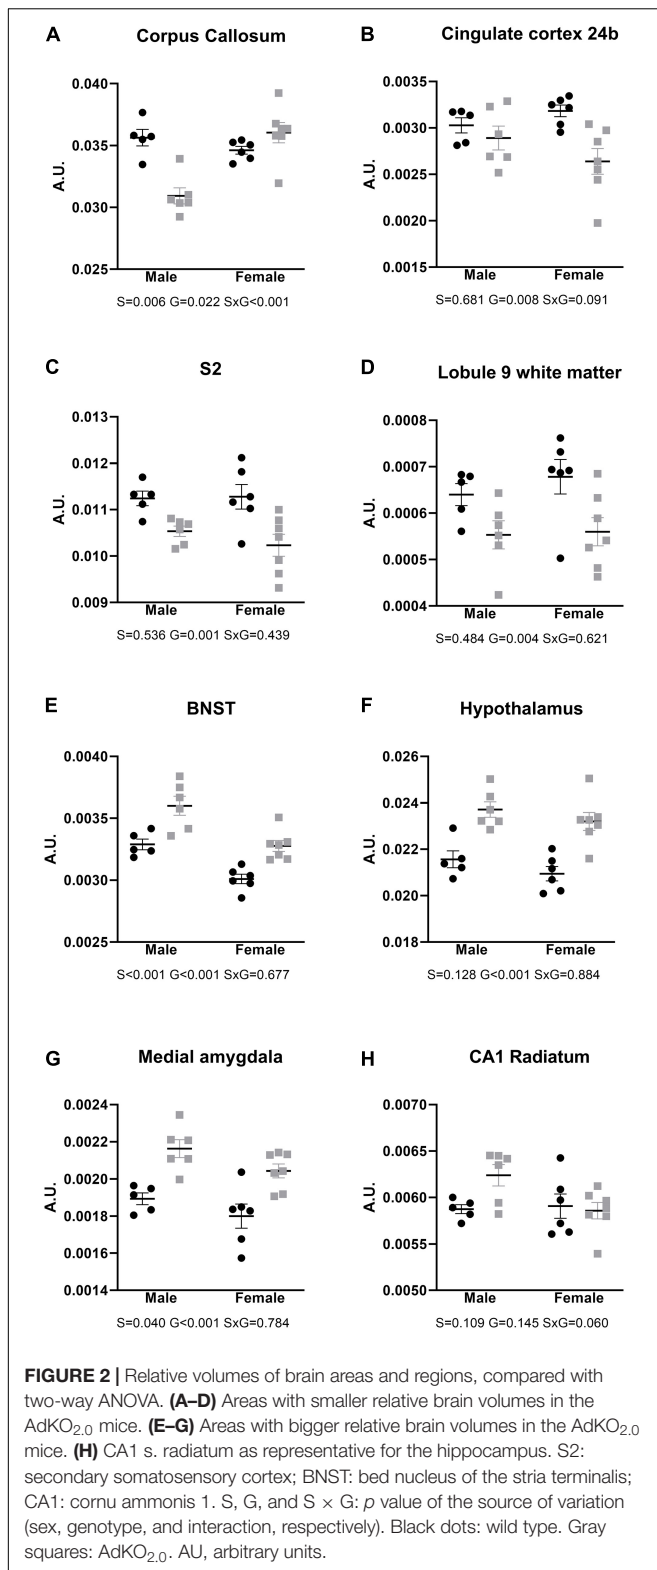 A
Corpus Callosum
0.040
0.035
0.030
0.025
A.U.
Male Female
S=0.006 G=0.022 SxG<0.001
B
Cingulate cortex 24b
0.0035
0.0030
0.0025
0.0020
0.0015
A.U.
Male Female
S=0.681 G=0.008 SxG=0.091
C
S2
0.013
0.012
0.011
0.010
0.009
A.U.
Male Female
S=0.536 G=0.001 SxG=0.439
D
Lobule 9 white matter
0.0008
0.0007
0.0006
0.0005
0.0004
A.U.
Male Female
S=0.484 G=0.004 SxG=0.621
E
BNST
0.0040
0.0035
0.0030
0.0025
A.U.
Male Female
S<0.001 G<0.001 SxG=0.677
F
Hypothalamus
0.026
0.024
0.022
0.020
0.018
A.U.
Male Female
S=0.128 G<0.001 SxG=0.884
G
Medial amygdala
0.0024
0.0022
0.0020
0.0018
0.0016
0.0014
A.U.
Male Female
S=0.040 G<0.001 SxG=0.784
H
CA1 Radiatum
0.0070
0.0065
0.0060
0.0055
0.0050
A.U.
Male Female
S=0.109 G=0.145 SxG=0.060
FIGURE 2 | Relative volumes of brain areas and regions, compared with
two-way ANOVA. (A–D) Areas with smaller relative brain volumes in the
AdKO2.0 mice. (E–G) Areas with bigger relative brain volumes in the AdKO2.0
mice. (H) CA1 s. radiatum as representative for the hippocampus. S2:
secondary somatosensory cortex; BNST: bed nucleus of the stria terminalis;
CA1: cornu ammonis 1. S, G, and S × G: p value of the source of variation
(sex, genotype, and interaction, respectively). Black dots: wild type. Gray
squares: AdKO2.0. AU, arbitrary units.